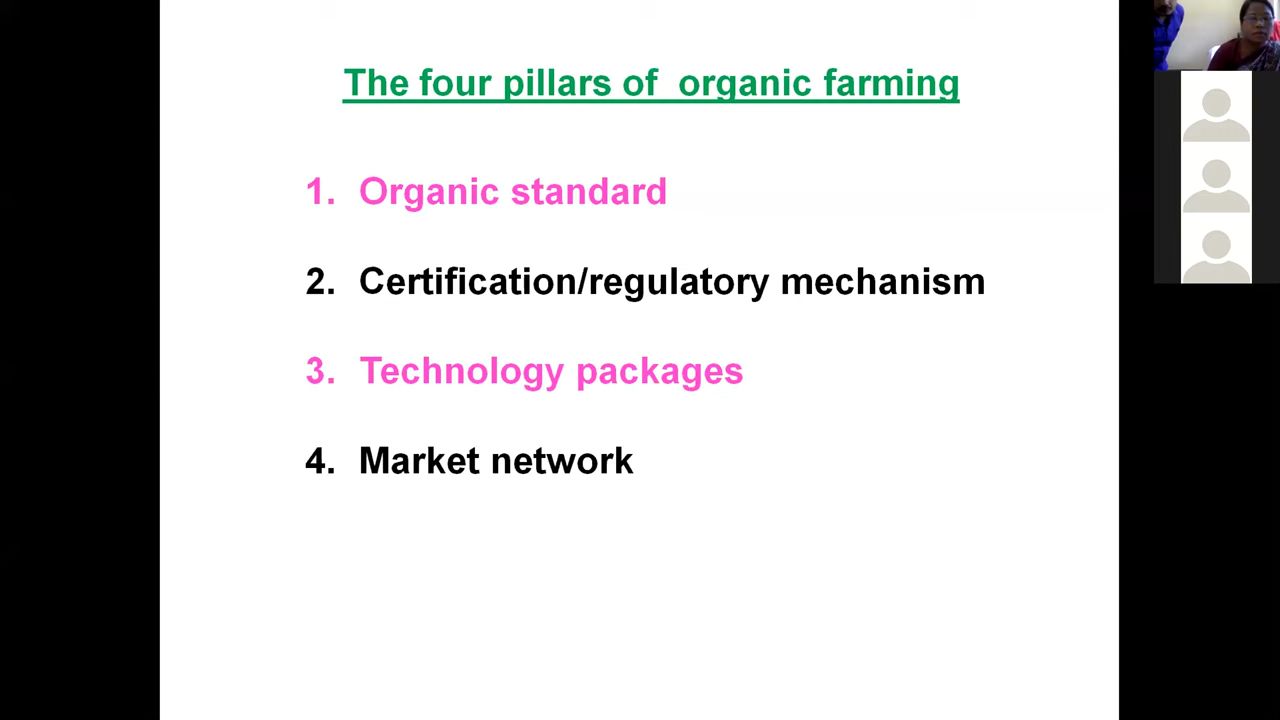 The four pillars of organic farming
1. Organic standard
2. Certification/regulatory mechanism
3. Technology packages
4. Market network